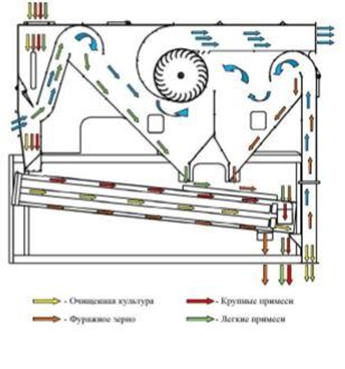 - Очищенная культура - Крупные примеси
- Фуражное зерно - Легкие примеси